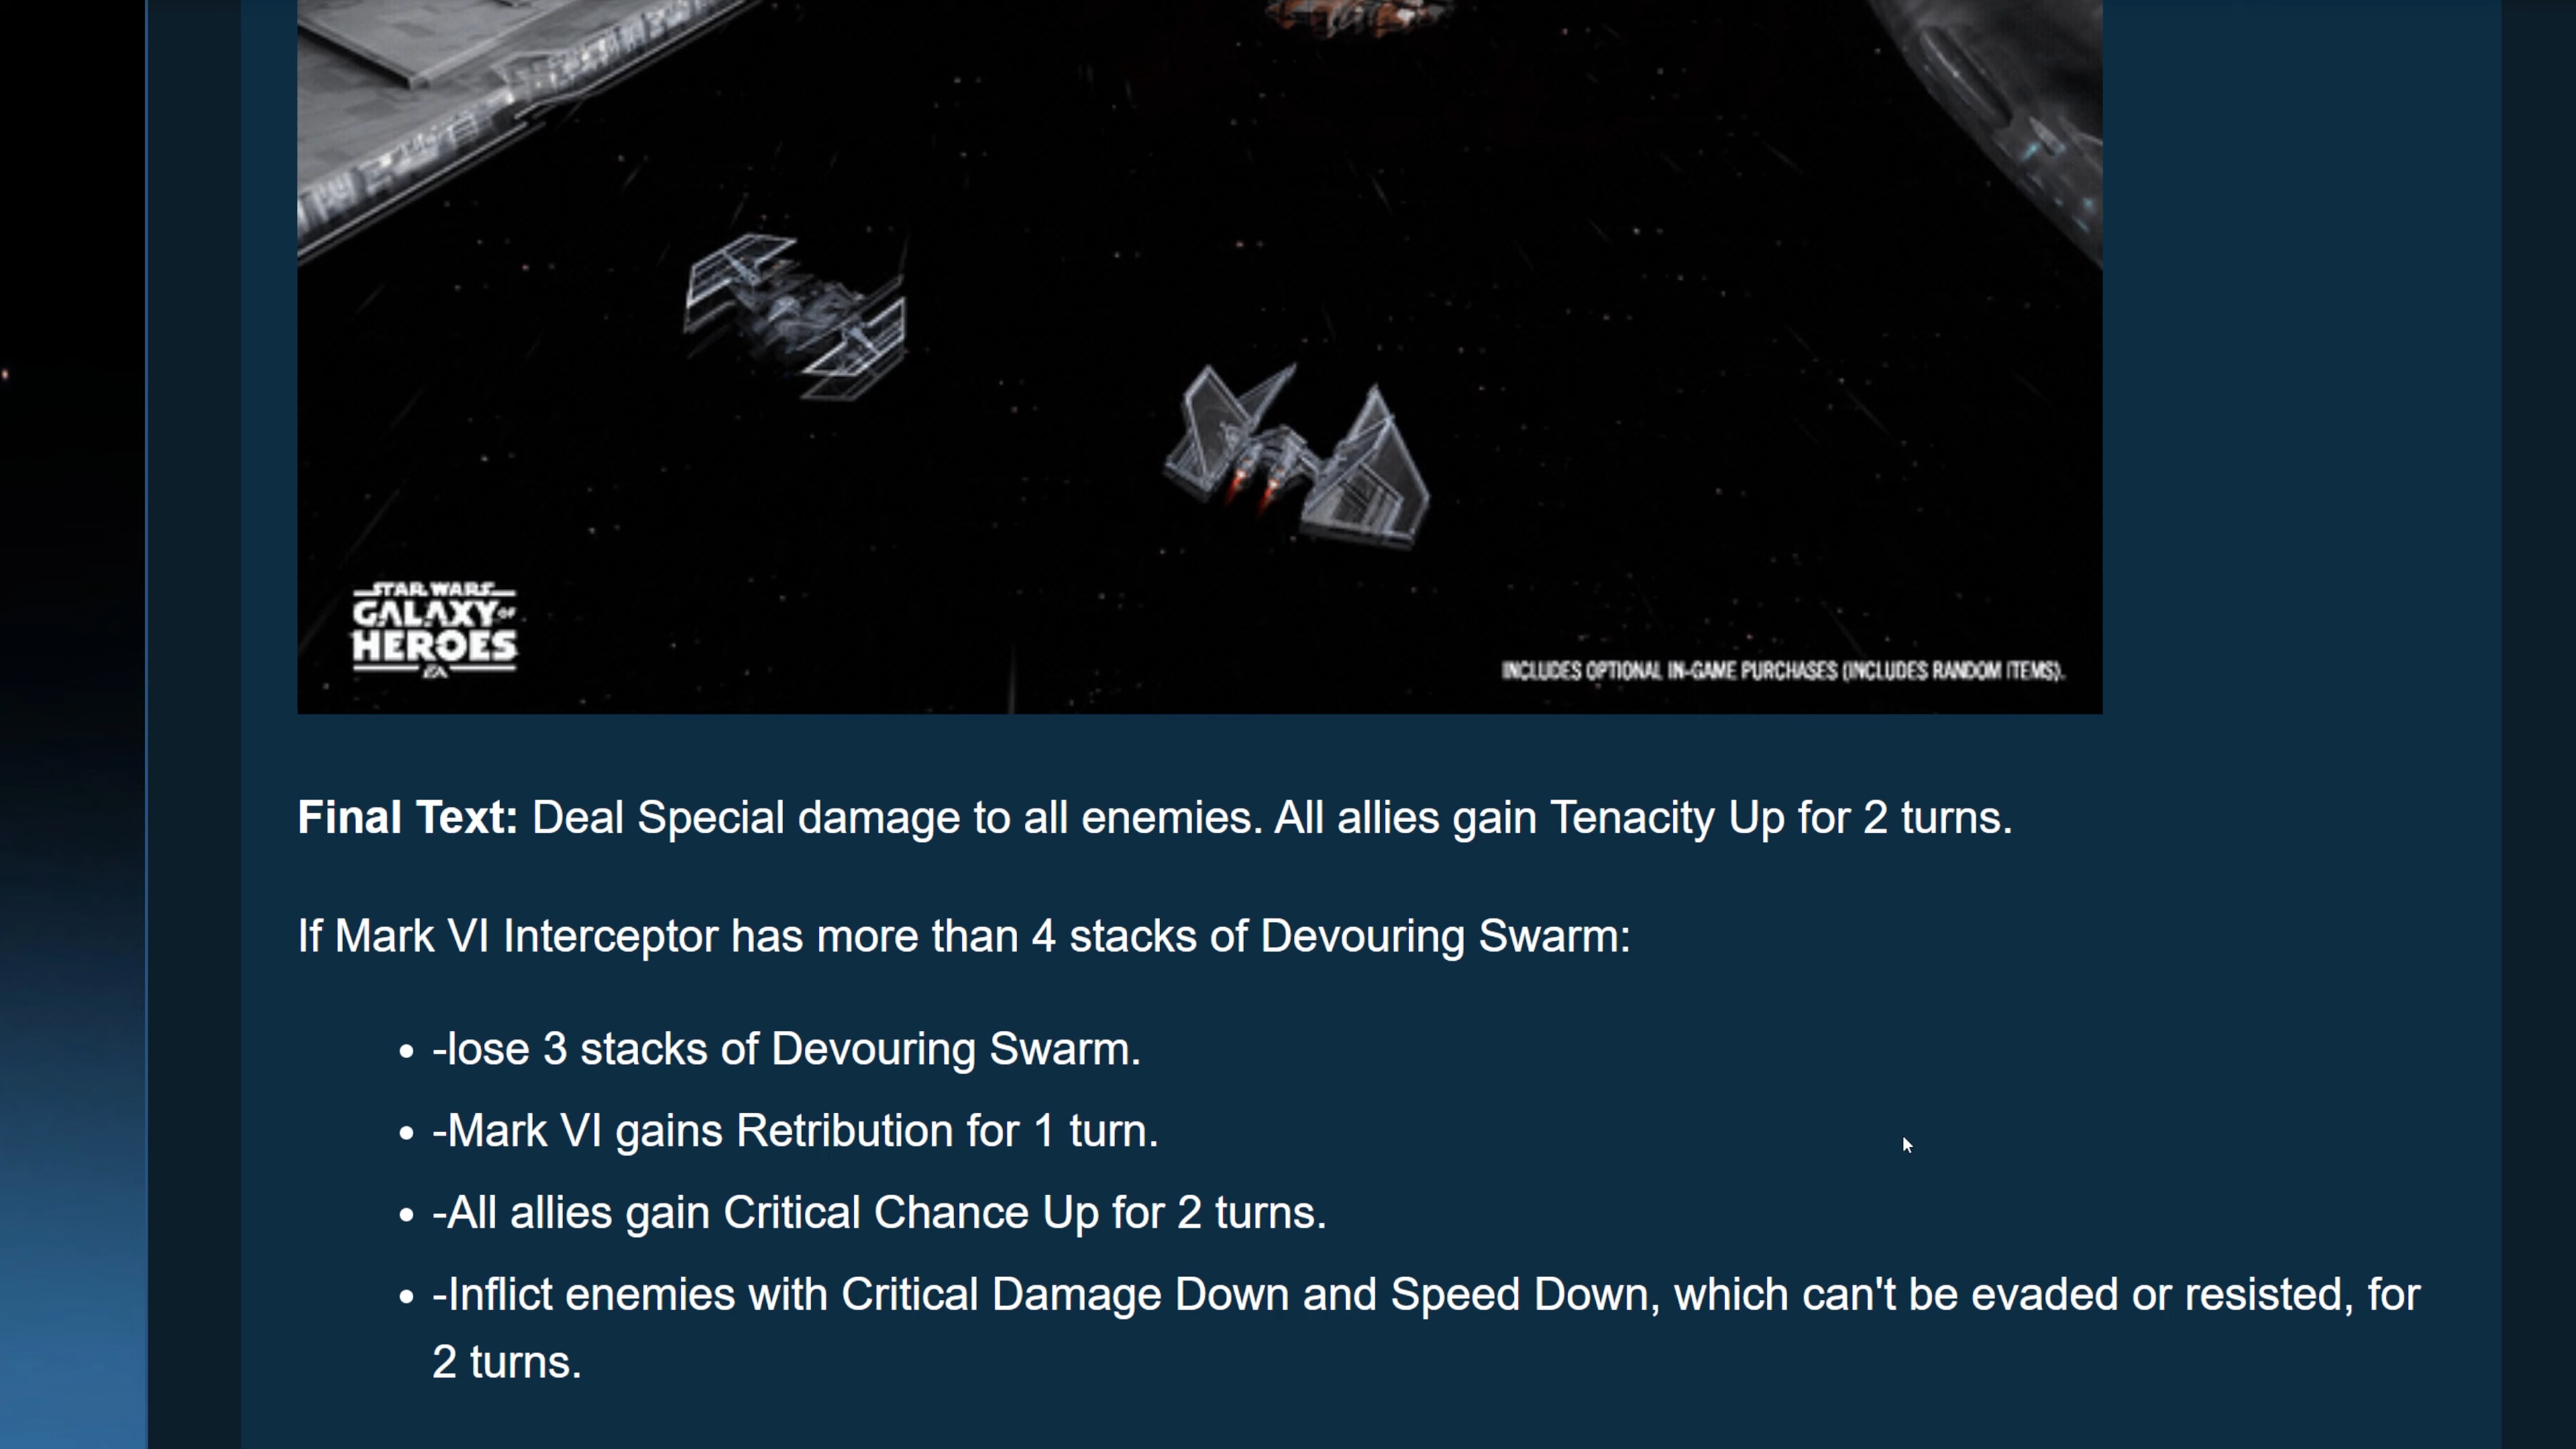 STAR WARS
GALAXY OF
HEROES
EA
INCLUDES OPTIONAL IN-GAME PURCHASES (INCLUDES RANDOM ITEMS).
Final Text: Deal Special damage to all enemies. All allies gain Tenacity Up for 2 turns.
If Mark VI Interceptor has more than 4 stacks of Devouring Swarm:
• -lose 3 stacks of Devouring Swarm.
• -Mark VI gains Retribution for 1 turn.
• -All allies gain Critical Chance Up for 2 turns.
• -Inflict enemies with Critical Damage Down and Speed Down, which can't be evaded or resisted, for
2 turns.